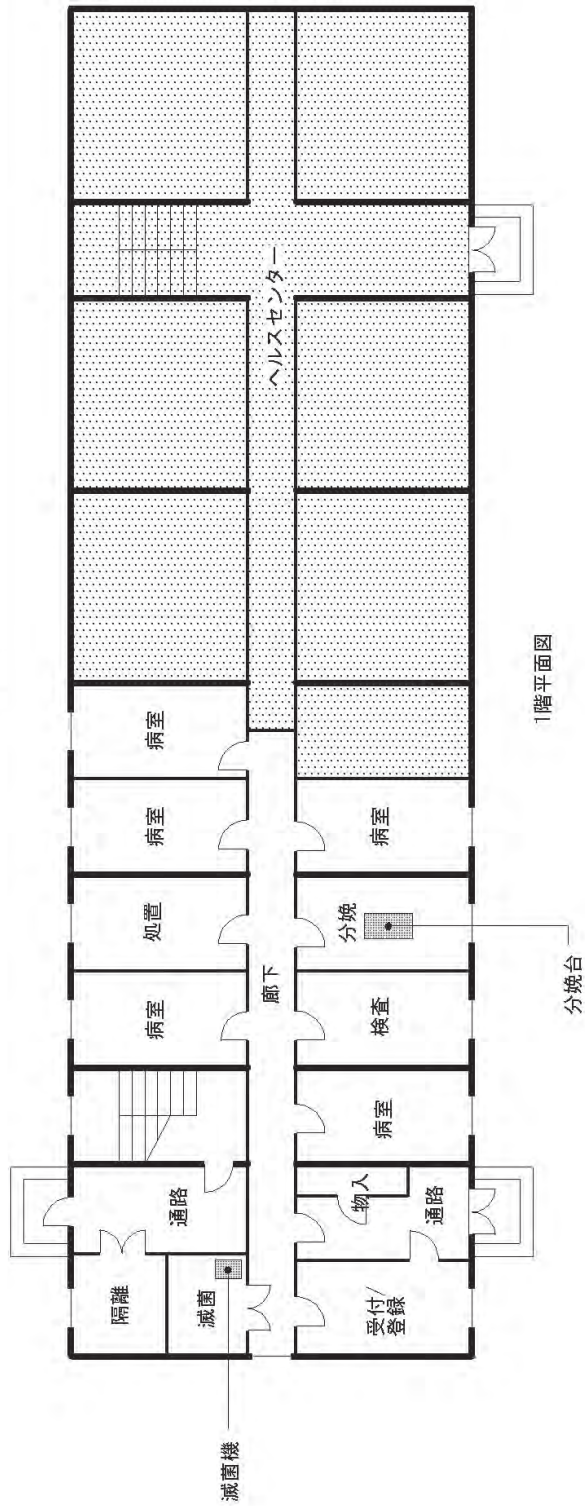 滅菌機
隔離
通路
病室
処置
病室
病室
滅菌
廊下
ヘルスセンター
受付/
登録
物入
通路
病室
検査
分娩
病室
分娩台
1階平面図